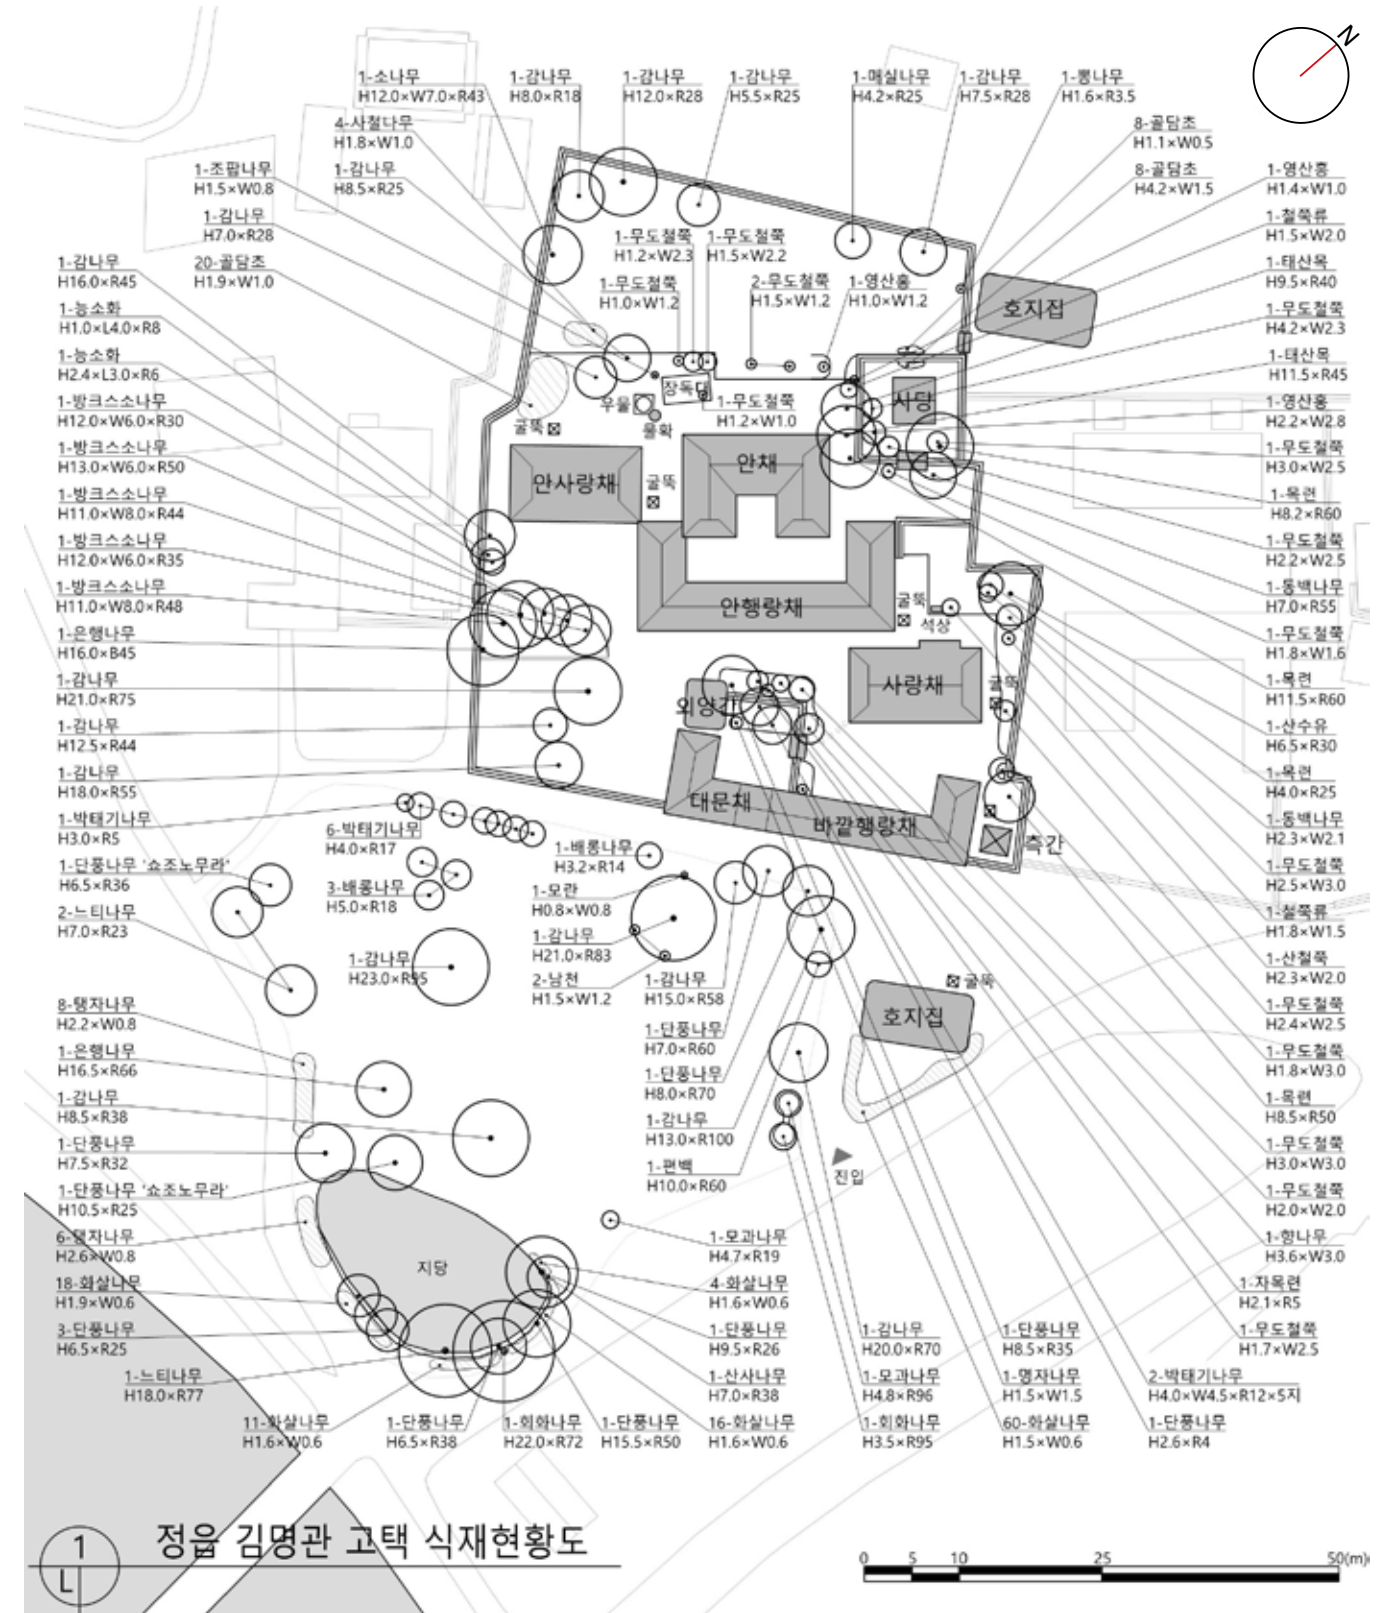 N
1-소나무
H12.0×W7.0×R43
1-감나무
H8.0×R18
1-감나무
H12.0×R28
1-감나무
H5.5×R25
1-매실나무
H4.2×R25
1-감나무
H7.5×R28
1-뽕나무
H1.6×R3.5
4-사철나무
H1.8×W1.0
8-골담초
H1.1×W0.5
1-조팝나무
H1.5×W0.8
1-감나무
H8.5×R25
8-골담초
H4.2×W1.5
1-영산홍
H1.4×W1.0
1-감나무
H7.0×R28
1-철쭉류
H1.5×W2.0
20-골담초
H1.9×W1.0
1-무도철쭉
H1.2×W2.3
1-무도철쭉
H1.5×W2.2
1-무도철쭉
H1.0×W1.2
2-무도철쭉
H1.5×W1.2
1-영산홍
H1.0×W1.2
1-무도철쭉
H1.2×W1.0
호지집
사당
장독대
우물
물확
굴뚝
안사랑채
굴뚝
안채
안행랑채
굴뚝
석상
사랑채
굴뚝
외양간
대문채
바깥행랑채
측간
1-감나무
H16.0×R45
1-능소화
H1.0×L4.0×R8
1-능소화
H2.4×L3.0×R6
1-방크스소나무
H12.0×W6.0×R30
1-방크스소나무
H13.0×W6.0×R50
1-방크스소나무
H11.0×W8.0×R44
1-방크스소나무
H12.0×W6.0×R35
1-방크스소나무
H11.0×W8.0×R48
1-은행나무
H16.0×B45
1-감나무
H21.0×R75
1-감나무
H12.5×R44
1-감나무
H18.0×R55
1-박태기나무
H3.0×R5
1-단풍나무 '쇼조노무라'
H6.5×R36
2-느티나무
H7.0×R23
8-탱자나무
H2.2×W0.8
1-은행나무
H16.5×R66
1-감나무
H8.5×R38
1-단풍나무
H7.5×R32
1-단풍나무 '쇼조노무라'
H10.5×R25
6-탱자나무
H2.6×W0.8
18-화살나무
H1.9×W0.6
3-단풍나무
H6.5×R25
1-느티나무
H18.0×R77
11-화살나무
H1.6×W0.6
1-단풍나무
H6.5×R38
1-회화나무
H22.0×R72
1-단풍나무
H15.5×R50
지당
6-박태기나무
H4.0×R17
3-배롱나무
H5.0×R18
1-감나무
H23.0×R95
1-배롱나무
H3.2×R14
1-모란
H0.8×W0.8
1-감나무
H21.0×R83
2-남천
H1.5×W1.2
1-감나무
H15.0×R58
1-단풍나무
H7.0×R60
1-단풍나무
H8.0×R70
1-감나무
H13.0×R100
1-편백
H10.0×R60
굴뚝
호지집
진입
1-모과나무
H4.7×R19
4-화살나무
H1.6×W0.6
1-단풍나무
H9.5×R26
1-산사나무
H7.0×R38
16-화살나무
H1.6×W0.6
1-감나무
H20.0×R70
1-모과나무
H4.8×R96
1-회화나무
H3.5×R95
1-단풍나무
H8.5×R35
1-명자나무
H1.5×W1.5
60-화살나무
H1.5×W0.6
2-박태기나무
H4.0×W4.5×R12×5지
1-단풍나무
H2.6×R4
1-태산목
H9.5×R40
1-무도철쭉
H4.2×W2.3
1-태산목
H11.5×R45
1-영산홍
H2.2×W2.8
1-무도철쭉
H3.0×W2.5
1-목련
H8.2×R60
1-무도철쭉
H2.2×W2.5
1-동백나무
H7.0×R55
1-무도철쭉
H1.8×W1.6
1-목련
H11.5×R60
1-산수유
H6.5×R30
1-목련
H4.0×R25
1-동백나무
H2.3×W2.1
1-무도철쭉
H2.5×W3.0
1-철쭉류
H1.8×W1.5
1-산철쭉
H2.3×W2.0
1-무도철쭉
H2.4×W2.5
1-무도철쭉
H1.8×W3.0
1-목련
H8.5×R50
1-무도철쭉
H3.0×W3.0
1-무도철쭉
H2.0×W2.0
1-향나무
H3.6×W3.0
1-자목련
H2.1×R5
1-무도철쭉
H1.7×W2.5
1
L
정읍 김명관 고택 식재현황도
0 5 10 25 50(m)